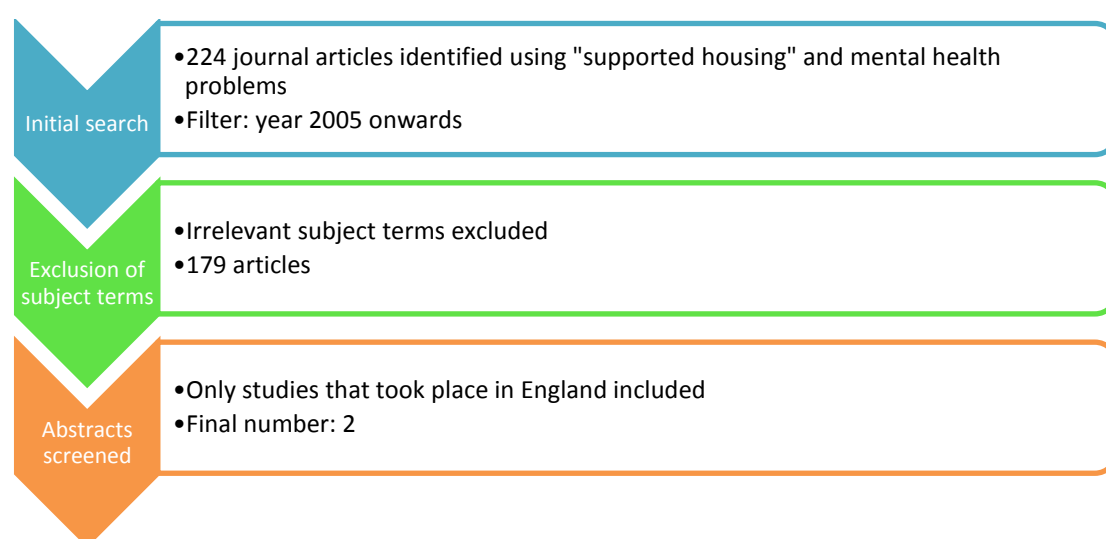 Initial search
•224 journal articles identified using "supported housing" and mental health
problems
•Filter: year 2005 onwards
Exclusion of
subject terms
•Irrelevant subject terms excluded
•179 articles
Abstracts
screened
•Only studies that took place in England included
•Final number: 2